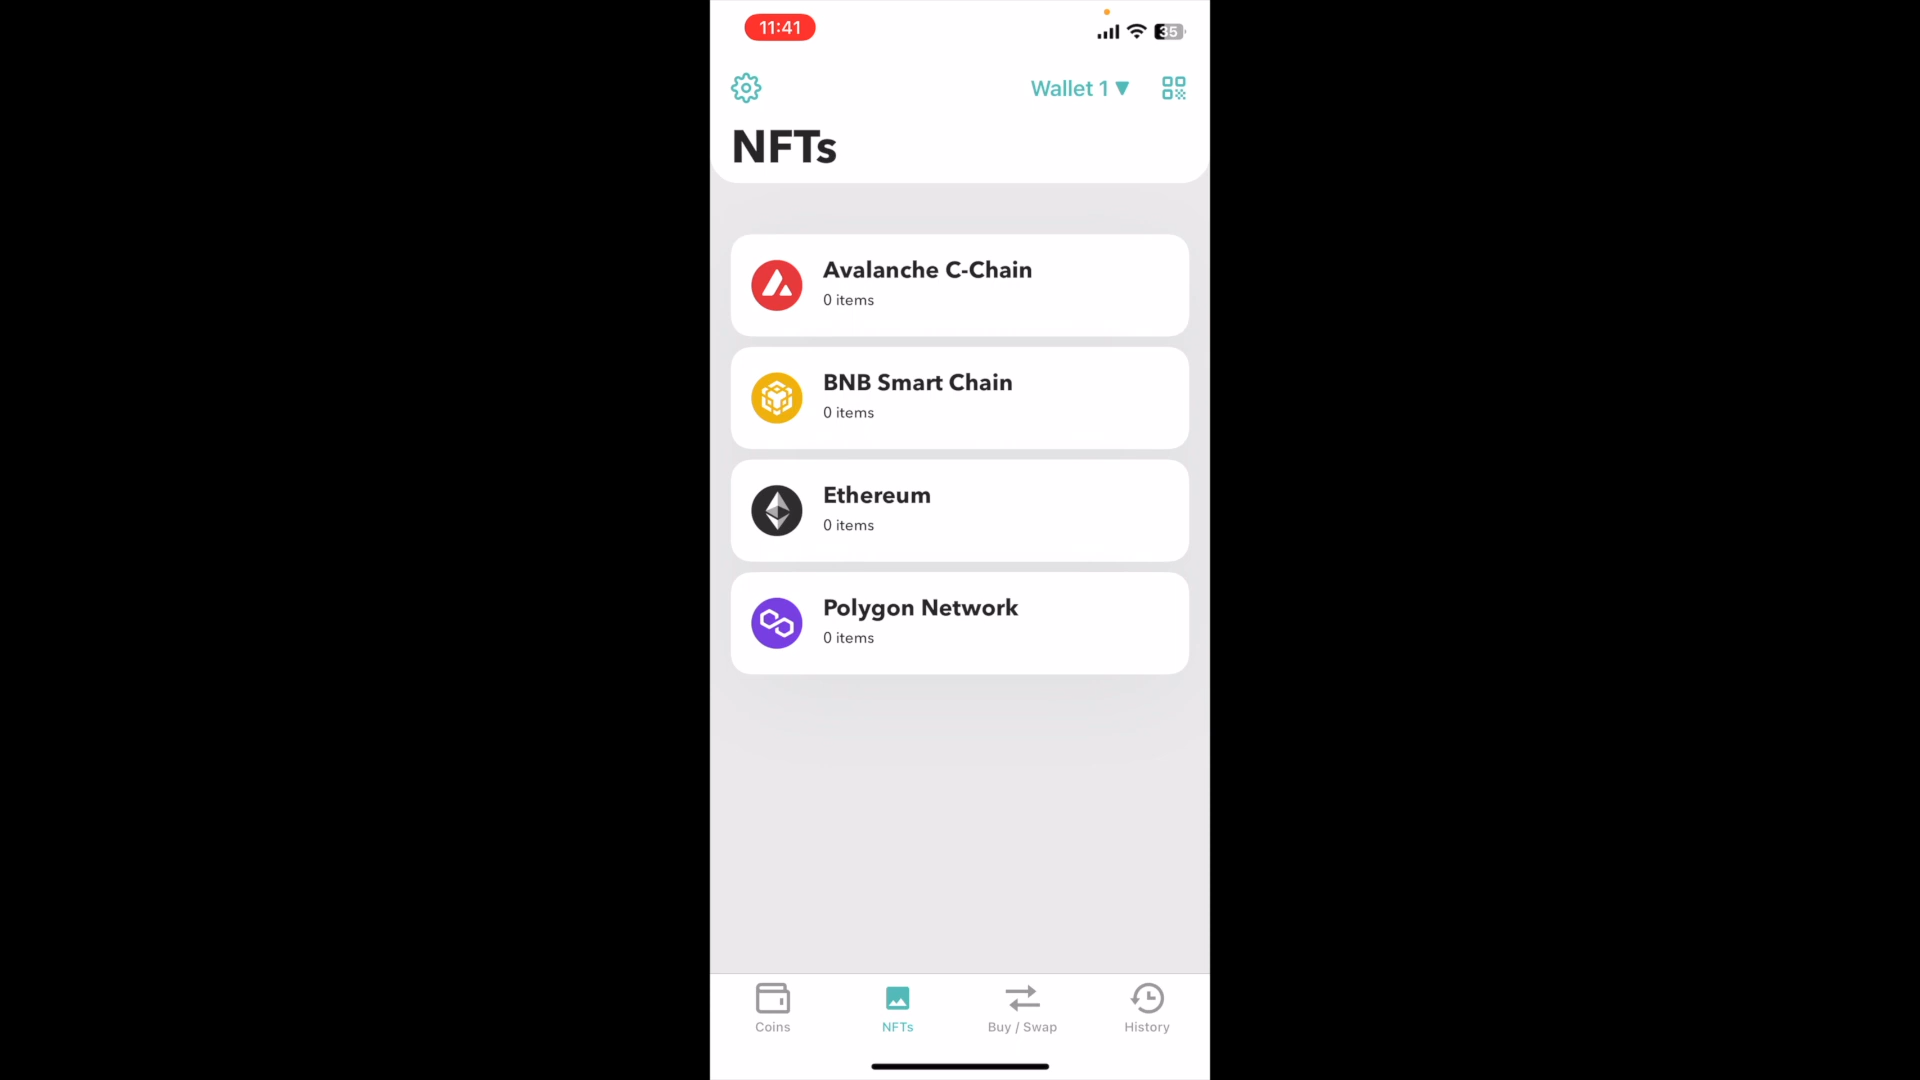 11:41
35
Wallet 1 ▼
NFTs
Avalanche C-Chain
0 items
BNB Smart Chain
0 items
Ethereum
0 items
Polygon Network
0 items
Coins
NFTs
Buy / Swap
History